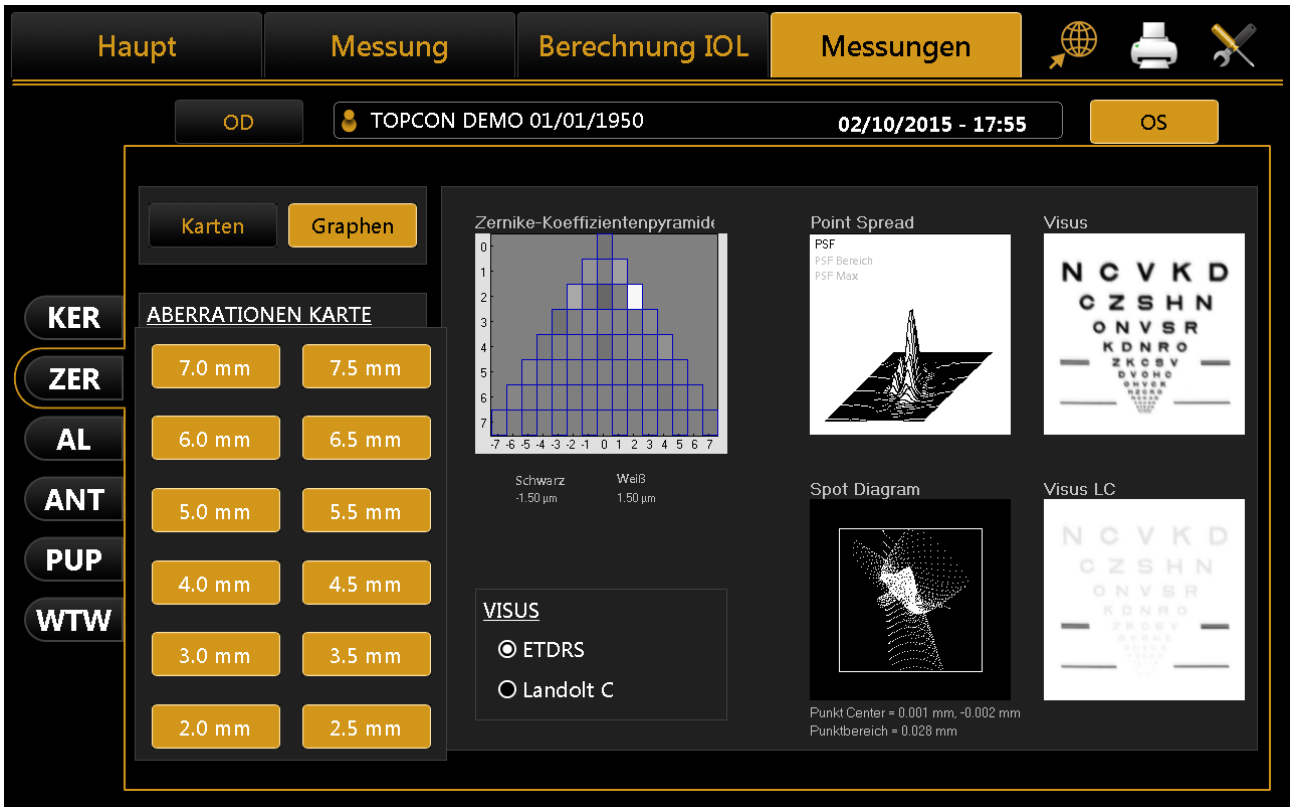 Haupt
Messung
Berechnung IOL
Messungen
OD
TOPCON DEMO 01/01/1950
02/10/2015 - 17:55
OS
Karten
Graphen
KER
ZER
AL
ANT
PUP
WTW
ABERRATIONEN KARTE
7.0 mm
7.5 mm
6.0 mm
6.5 mm
5.0 mm
5.5 mm
4.0 mm
4.5 mm
3.0 mm
3.5 mm
2.0 mm
2.5 mm
Zernike-Koeffizientenpyramide
0
1
2
3
4
5
6
7
-7 -6 -5 -4 -3 -2 -1 0 1 2 3 4 5 6 7
Schwarz
Weiß
-1.50 µm
1.50 µm
VISUS
ETDRS
Landolt C
Point Spread
PSF
PSF Bereich
PSF Max
Visus
N C V K D
C Z S H N
O N V S R
K D N R O
Z K C S V
D V O H C
Spot Diagram
Punkt Center = 0.001 mm, -0.002 mm
Punktbereich = 0.028 mm
Visus LC
N C V K D
C Z S H N
O N V S R
K D N R O